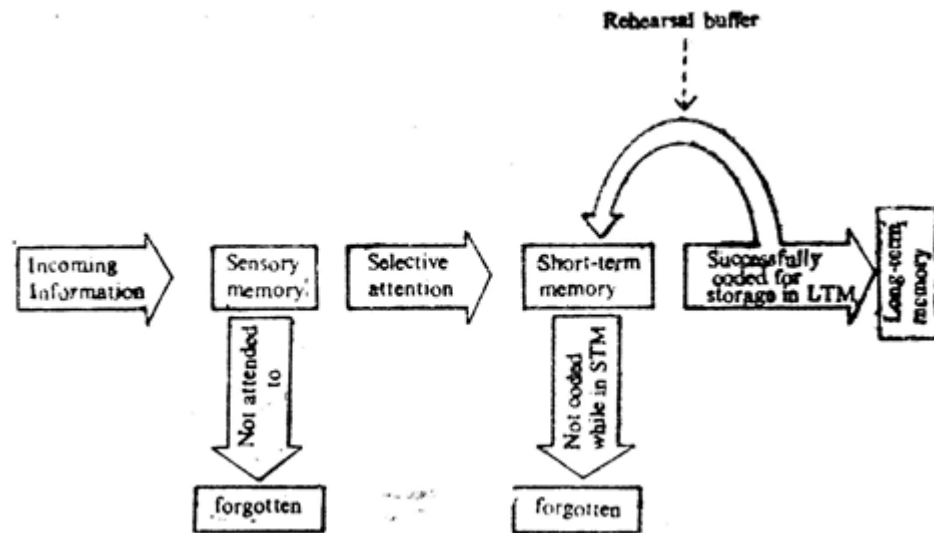 Rehearsal buffer
Incoming
Information
Sensory
memory.
Selective
attention
Short-term
memory
Successfully
coded for
storage in LTM
Long-term
memory
Not attended
to
Not coded
while in STM
forgotten
forgotten